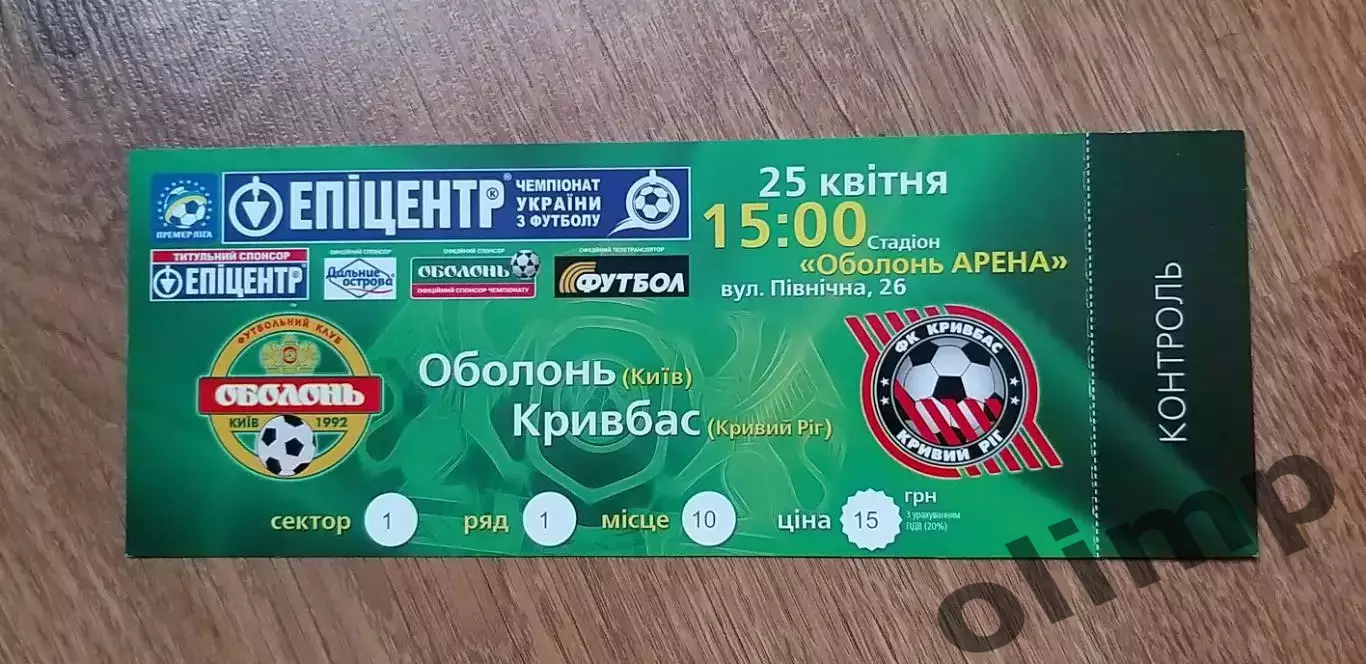 ПРЕМ'ЄР ЛІГА
ЕПІЦЕНТР К
ЧЕМПІОНАТ
УКРАЇНИ
З ФУТБОЛУ
25 квітня
15:00
Стадіон
«Оболонь АРЕНА»
вул. Північна, 26
ТИТУЛЬНИЙ СПОНСОР
ЕПІЦЕНТР К
ОФІЦІЙНИЙ СПОНСОР
Дальние
острова
ОФІЦІЙНИЙ СПОНСОР
ОБОЛОНЬ
ОФІЦІЙНИЙ СПОНСОР ЧЕМПІОНАТУ
ОФІЦІЙНИЙ ТЕЛЕТРАНСЛЯТОР
ФУТБОЛ
ФУТБОЛЬНИЙ КЛУБ
ОБОЛОНЬ
КИЇВ 1992
Оболонь (Київ)
Кривбас (Кривий Ріг)
ФК КРИВБАС
КРИВИЙ РІГ
сектор 1 ряд 1 місце 10 ціна 15 грн
З урахуванням
ПДВ (20%)
КОНТРОЛЬ
olimp